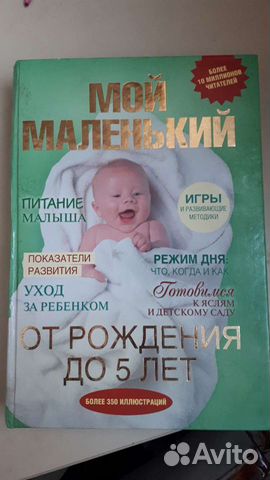 БОЛЕЕ
10 МИЛЛИОНОВ
ЧИТАТЕЛЕЙ
МОЙ
МАЛЕНЬКИЙ
ПИТАНИЕ
МАЛЫША
ИГРЫ
И РАЗВИВАЮЩИЕ
МЕТОДИКИ
ПОКАЗАТЕЛИ
РАЗВИТИЯ
РЕЖИМ ДНЯ:
ЧТО, КОГДА И КАК
УХОД
ЗА РЕБЕНКОМ
Готовимся
К ЯСЛЯМ
И ДЕТСКОМУ САДУ
ОТ РОЖДЕНИЯ
ДО 5 ЛЕТ
БОЛЕЕ 350 ИЛЛЮСТРАЦИЙ
Avito